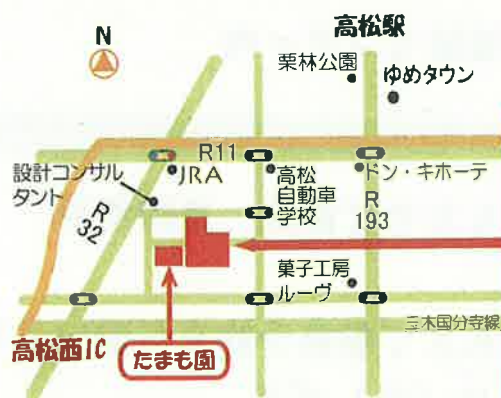 高松駅
N
栗林公園
ゆめタウン
R11
設計コンサル
タント
JRA
高松
自動車
学校
ドン・キホーテ
R
193
R
32
菓子工房
ルーヴ
三木国分寺線
高松西IC
たまも園